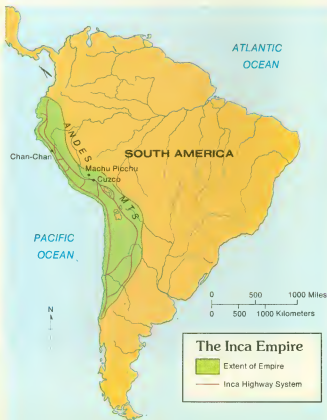 ATLANTIC
OCEAN
ANDES MTS
SOUTH AMERICA
Chan-Chan
Machu Picchu
Cuzco
PACIFIC
OCEAN
N
0 500 1000 Miles
0 500 1000 Kilometers
The Inca Empire
Extent of Empire
Inca Highway System